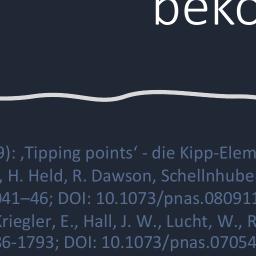 beko
9): ‚Tipping points‘ - die Kipp-Elem
, H. Held, R. Dawson, Schellnhube
041–46; DOI: 10.1073/pnas.080911
Kriegler, E., Hall, J. W., Lucht, W., R
86-1793; DOI: 10.1073/pnas.07054